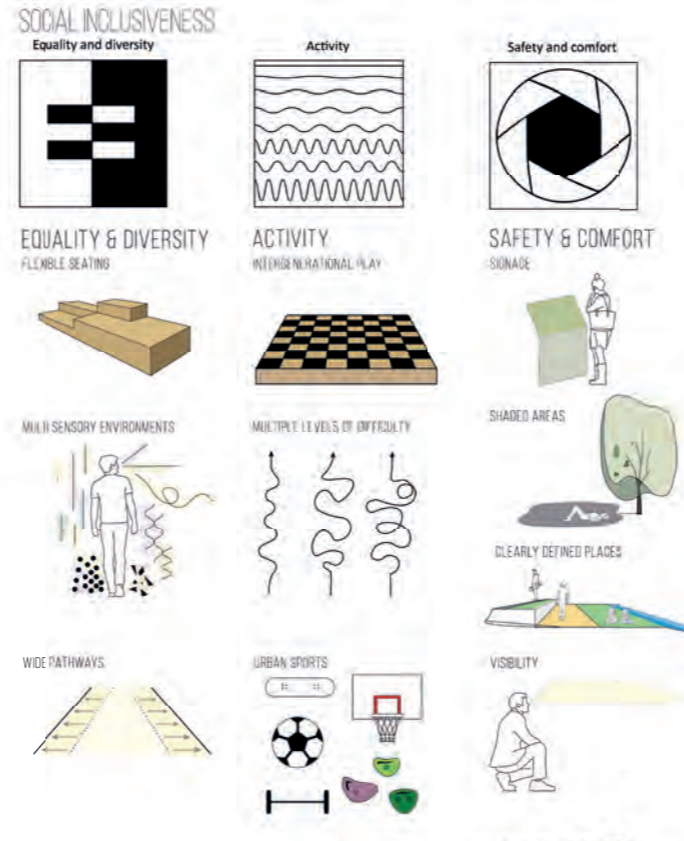 SOCIAL INCLUSIVENESS
Equality and diversity
Activity
Safety and comfort
EQUALITY & DIVERSITY
FLEXIBLE SEATING
ACTIVITY
INTERGENERATIONAL PLAY
SAFETY & COMFORT
SIGNAGE
MULTI SENSORY ENVIRONMENTS
MULTIPLE LEVELS OF DIFFICULTY
SHADED AREAS
CLEARLY DEFINED PLACES
WIDE PATHWAYS
URBAN SPORTS
VISIBILITY